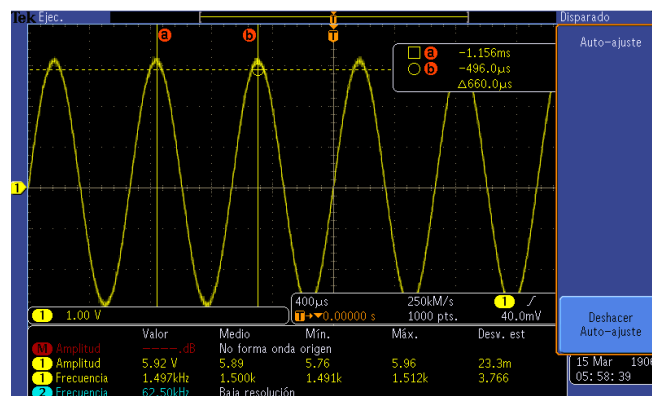 Tek Ejec.
Disparado
a b T
Auto-ajuste
a -1.156ms
b -496.0µs
Δ660.0µs
1
400µs 250kM/s 1
1 1.00 V
T→▼0.00000 s 1000 pts. 40.0mV
Deshacer
Auto-ajuste
Valor Medio Mín. Máx. Desv. est
M Amplitud ----.dB No forma onda origen
1 Amplitud 5.92 V 5.89 5.76 5.96 23.3m
1 Frecuencia 1.497kHz 1.500k 1.491k 1.512k 3.766
2 Frecuencia 62.50kHz Baja resolución
15 Mar 1906
05:58:39